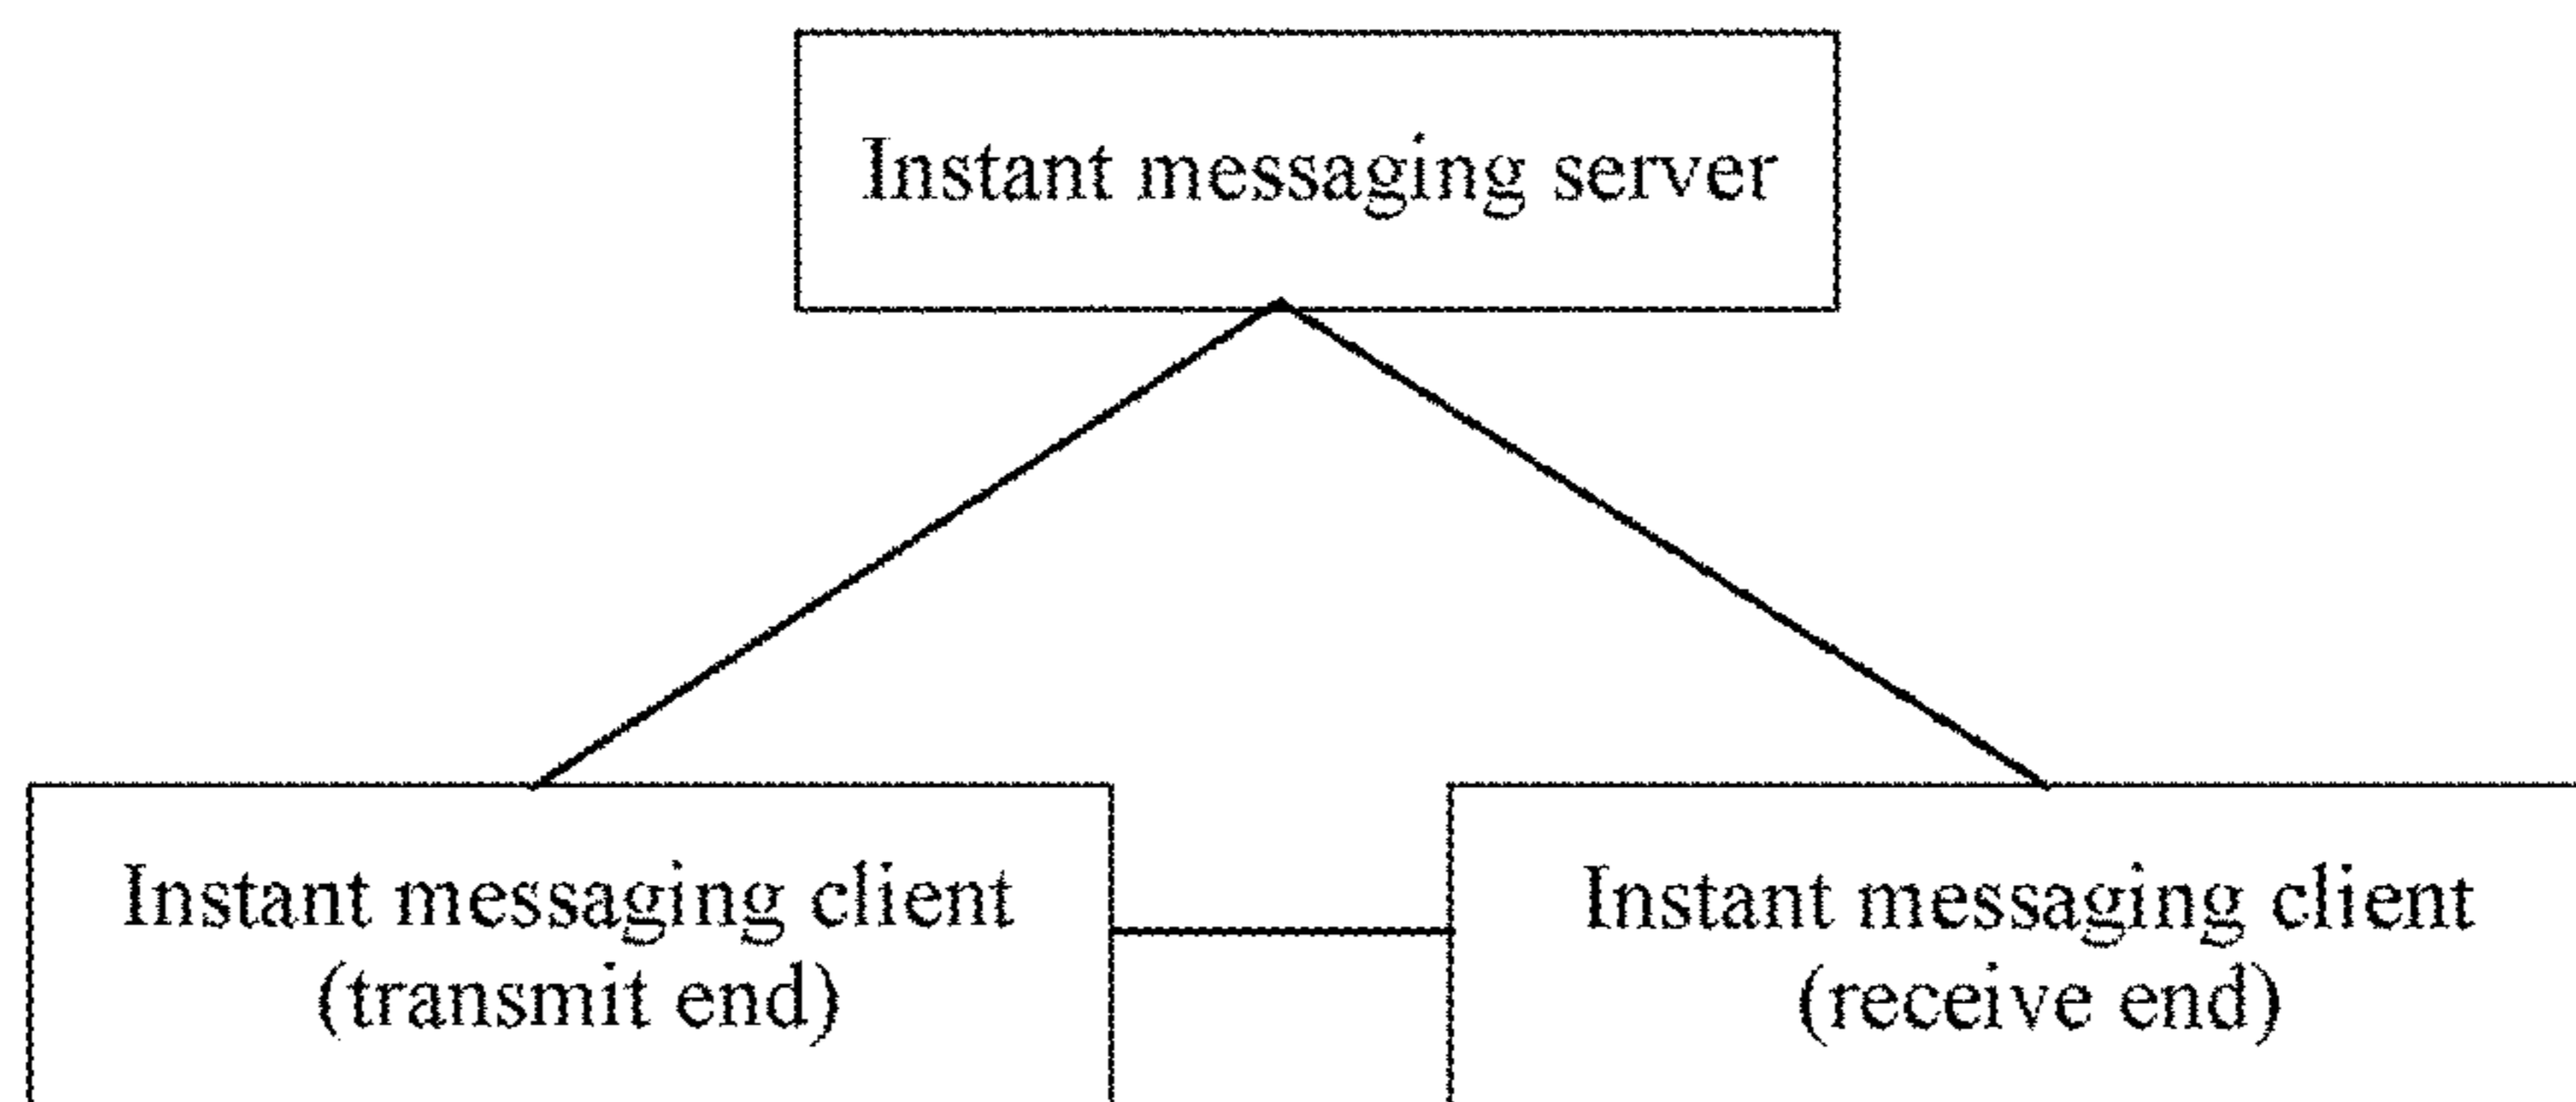 Instant messaging server
Instant messaging client
(transmit end)
Instant messaging client
(receive end)